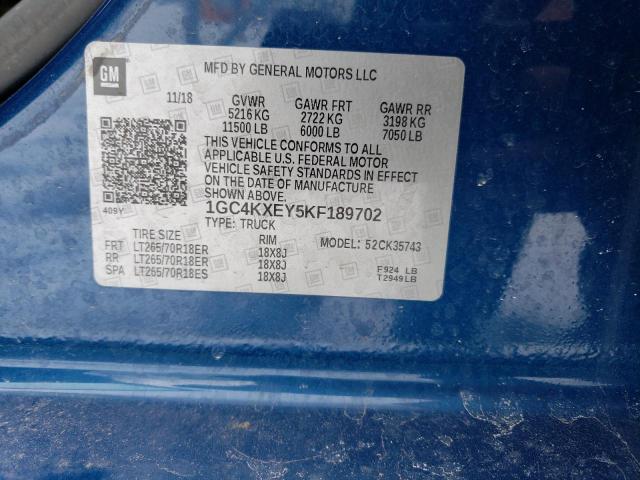 GM
MFD BY GENERAL MOTORS LLC
11/18 GVWR GAWR FRT GAWR RR
5216 KG 2722 KG 3198 KG
11500 LB 6000 LB 7050 LB
THIS VEHICLE CONFORMS TO ALL
APPLICABLE U.S. FEDERAL MOTOR
VEHICLE SAFETY STANDARDS IN EFFECT
ON THE DATE OF MANUFACTURE
SHOWN ABOVE.
409Y
1GC4KXEY5KF189702
TYPE: TRUCK
TIRE SIZE RIM MODEL: 52CK35743
FRT LT265/70R18ER 18X8J
RR LT265/70R18ER 18X8J
SPA LT265/70R18ES 18X8J
F924 LB
T2949LB